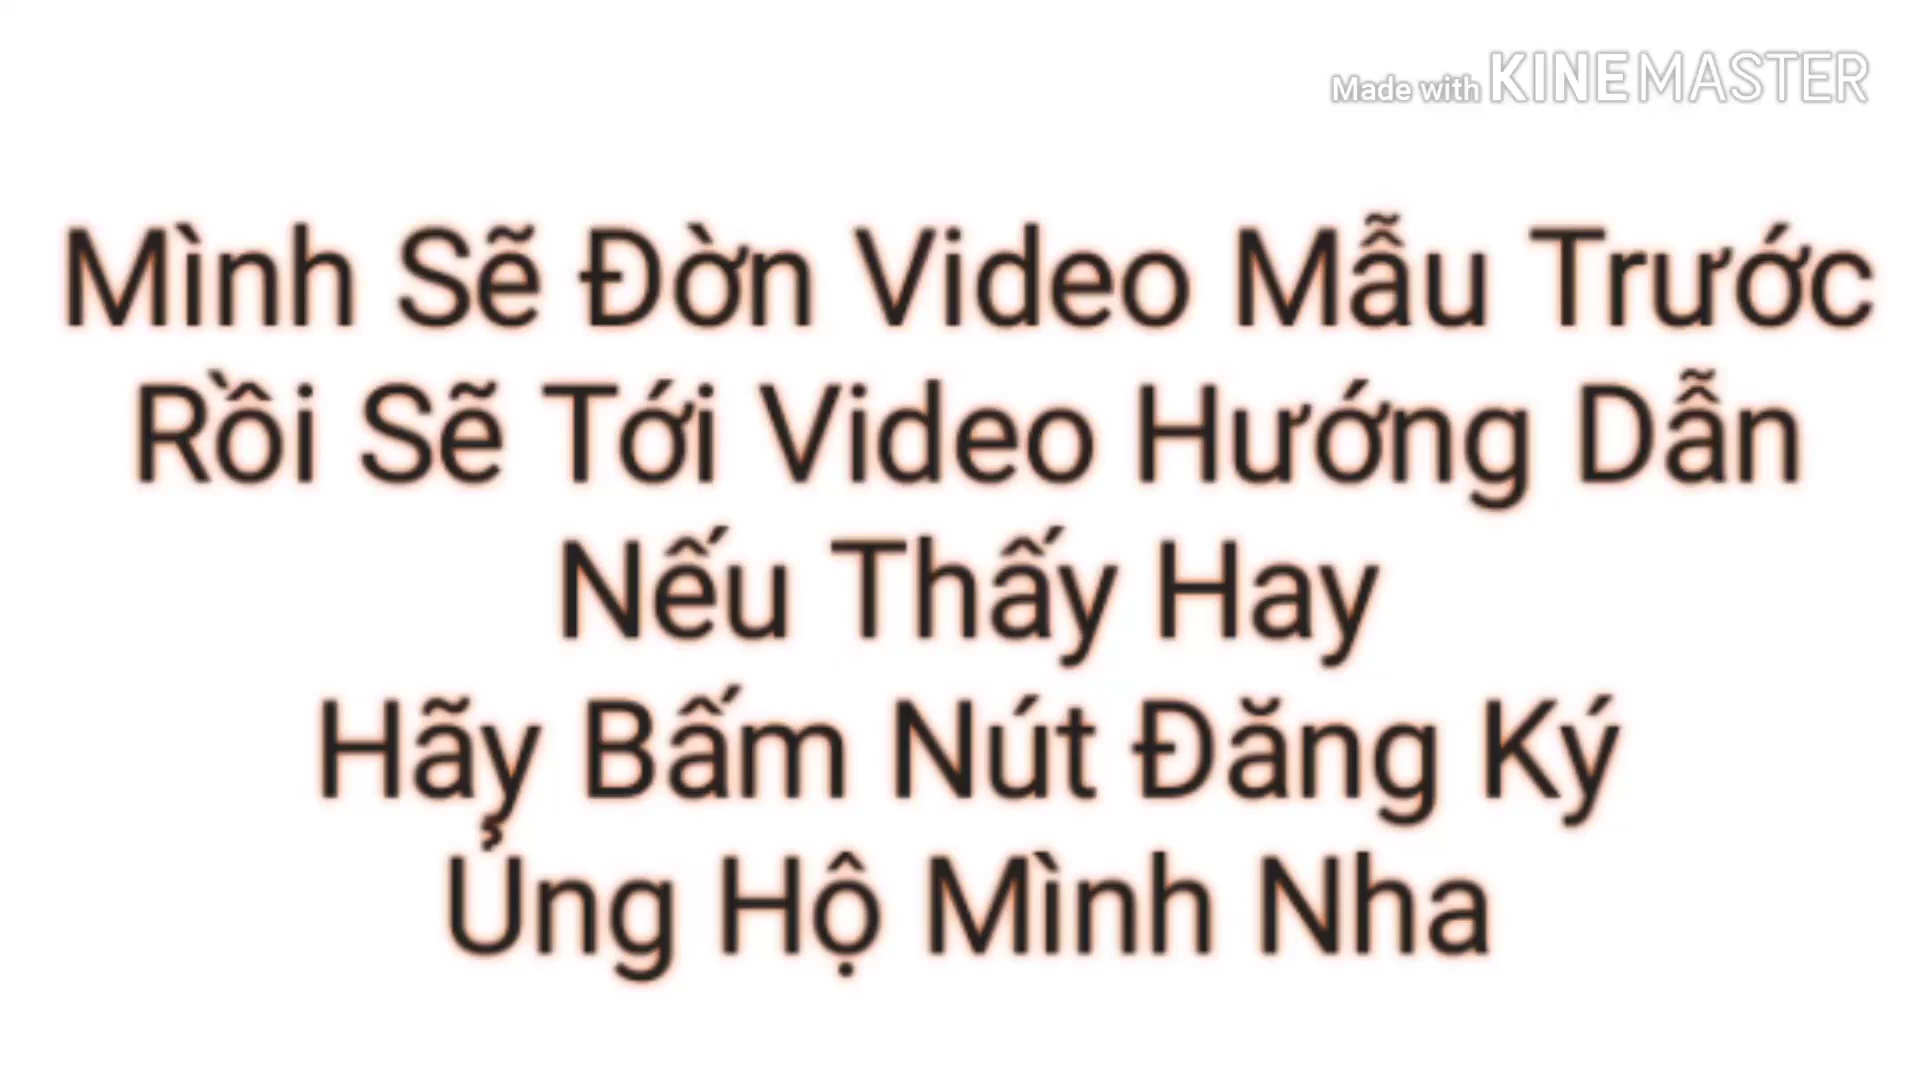 Made with KINEMASTER
Mình Sẽ Đờn Video Mẫu Trước
Rồi Sẽ Tới Video Hướng Dẫn
Nếu Thấy Hay
Hãy Bấm Nút Đăng Ký
Ủng Hộ Mình Nha